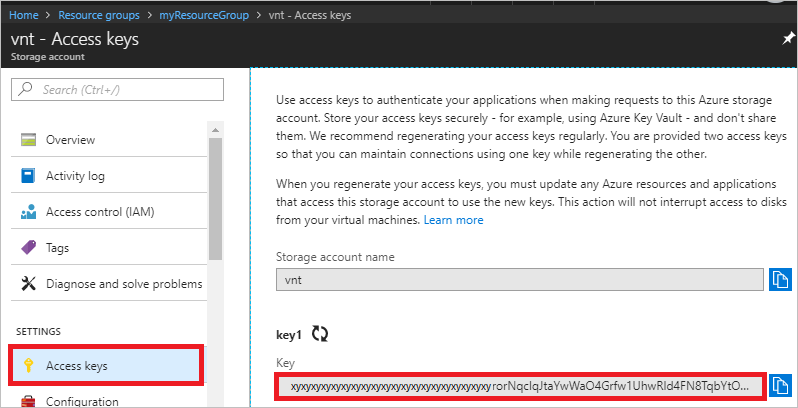 Home > Resource groups > myResourceGroup > vnt - Access keys
vnt - Access keys
Storage account
Search (Ctrl+/)
Overview
Activity log
Access control (IAM)
Tags
Diagnose and solve problems
SETTINGS
Access keys
Configuration
Use access keys to authenticate your applications when making requests to this Azure storage
account. Store your access keys securely - for example, using Azure Key Vault - and don't share
them. We recommend regenerating your access keys regularly. You are provided two access keys
so that you can maintain connections using one key while regenerating the other.
When you regenerate your access keys, you must update any Azure resources and applications
that access this storage account to use the new keys. This action will not interrupt access to disks
from your virtual machines. Learn more
Storage account name
vnt
key1
Key
xyxyxyxyxyxyxyxyxyxyxyxyxyxyxyxyxyxyxyxyrorNqcIqJtaYwWaO4Grfw1UhwRId4FN8TqbYtO...